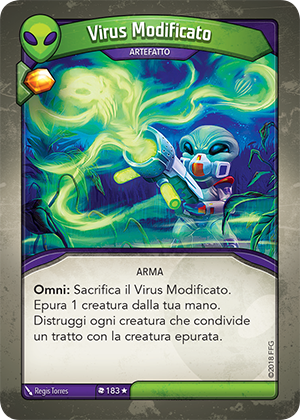 Virus Modificato
ARTEFATTO
ARMA
Omni: Sacrifica il Virus Modificato.
Epura 1 creatura dalla tua mano.
Distruggi ogni creatura che condivide
un tratto con la creatura epurata.
Regis Torres
183
©2018 FFG